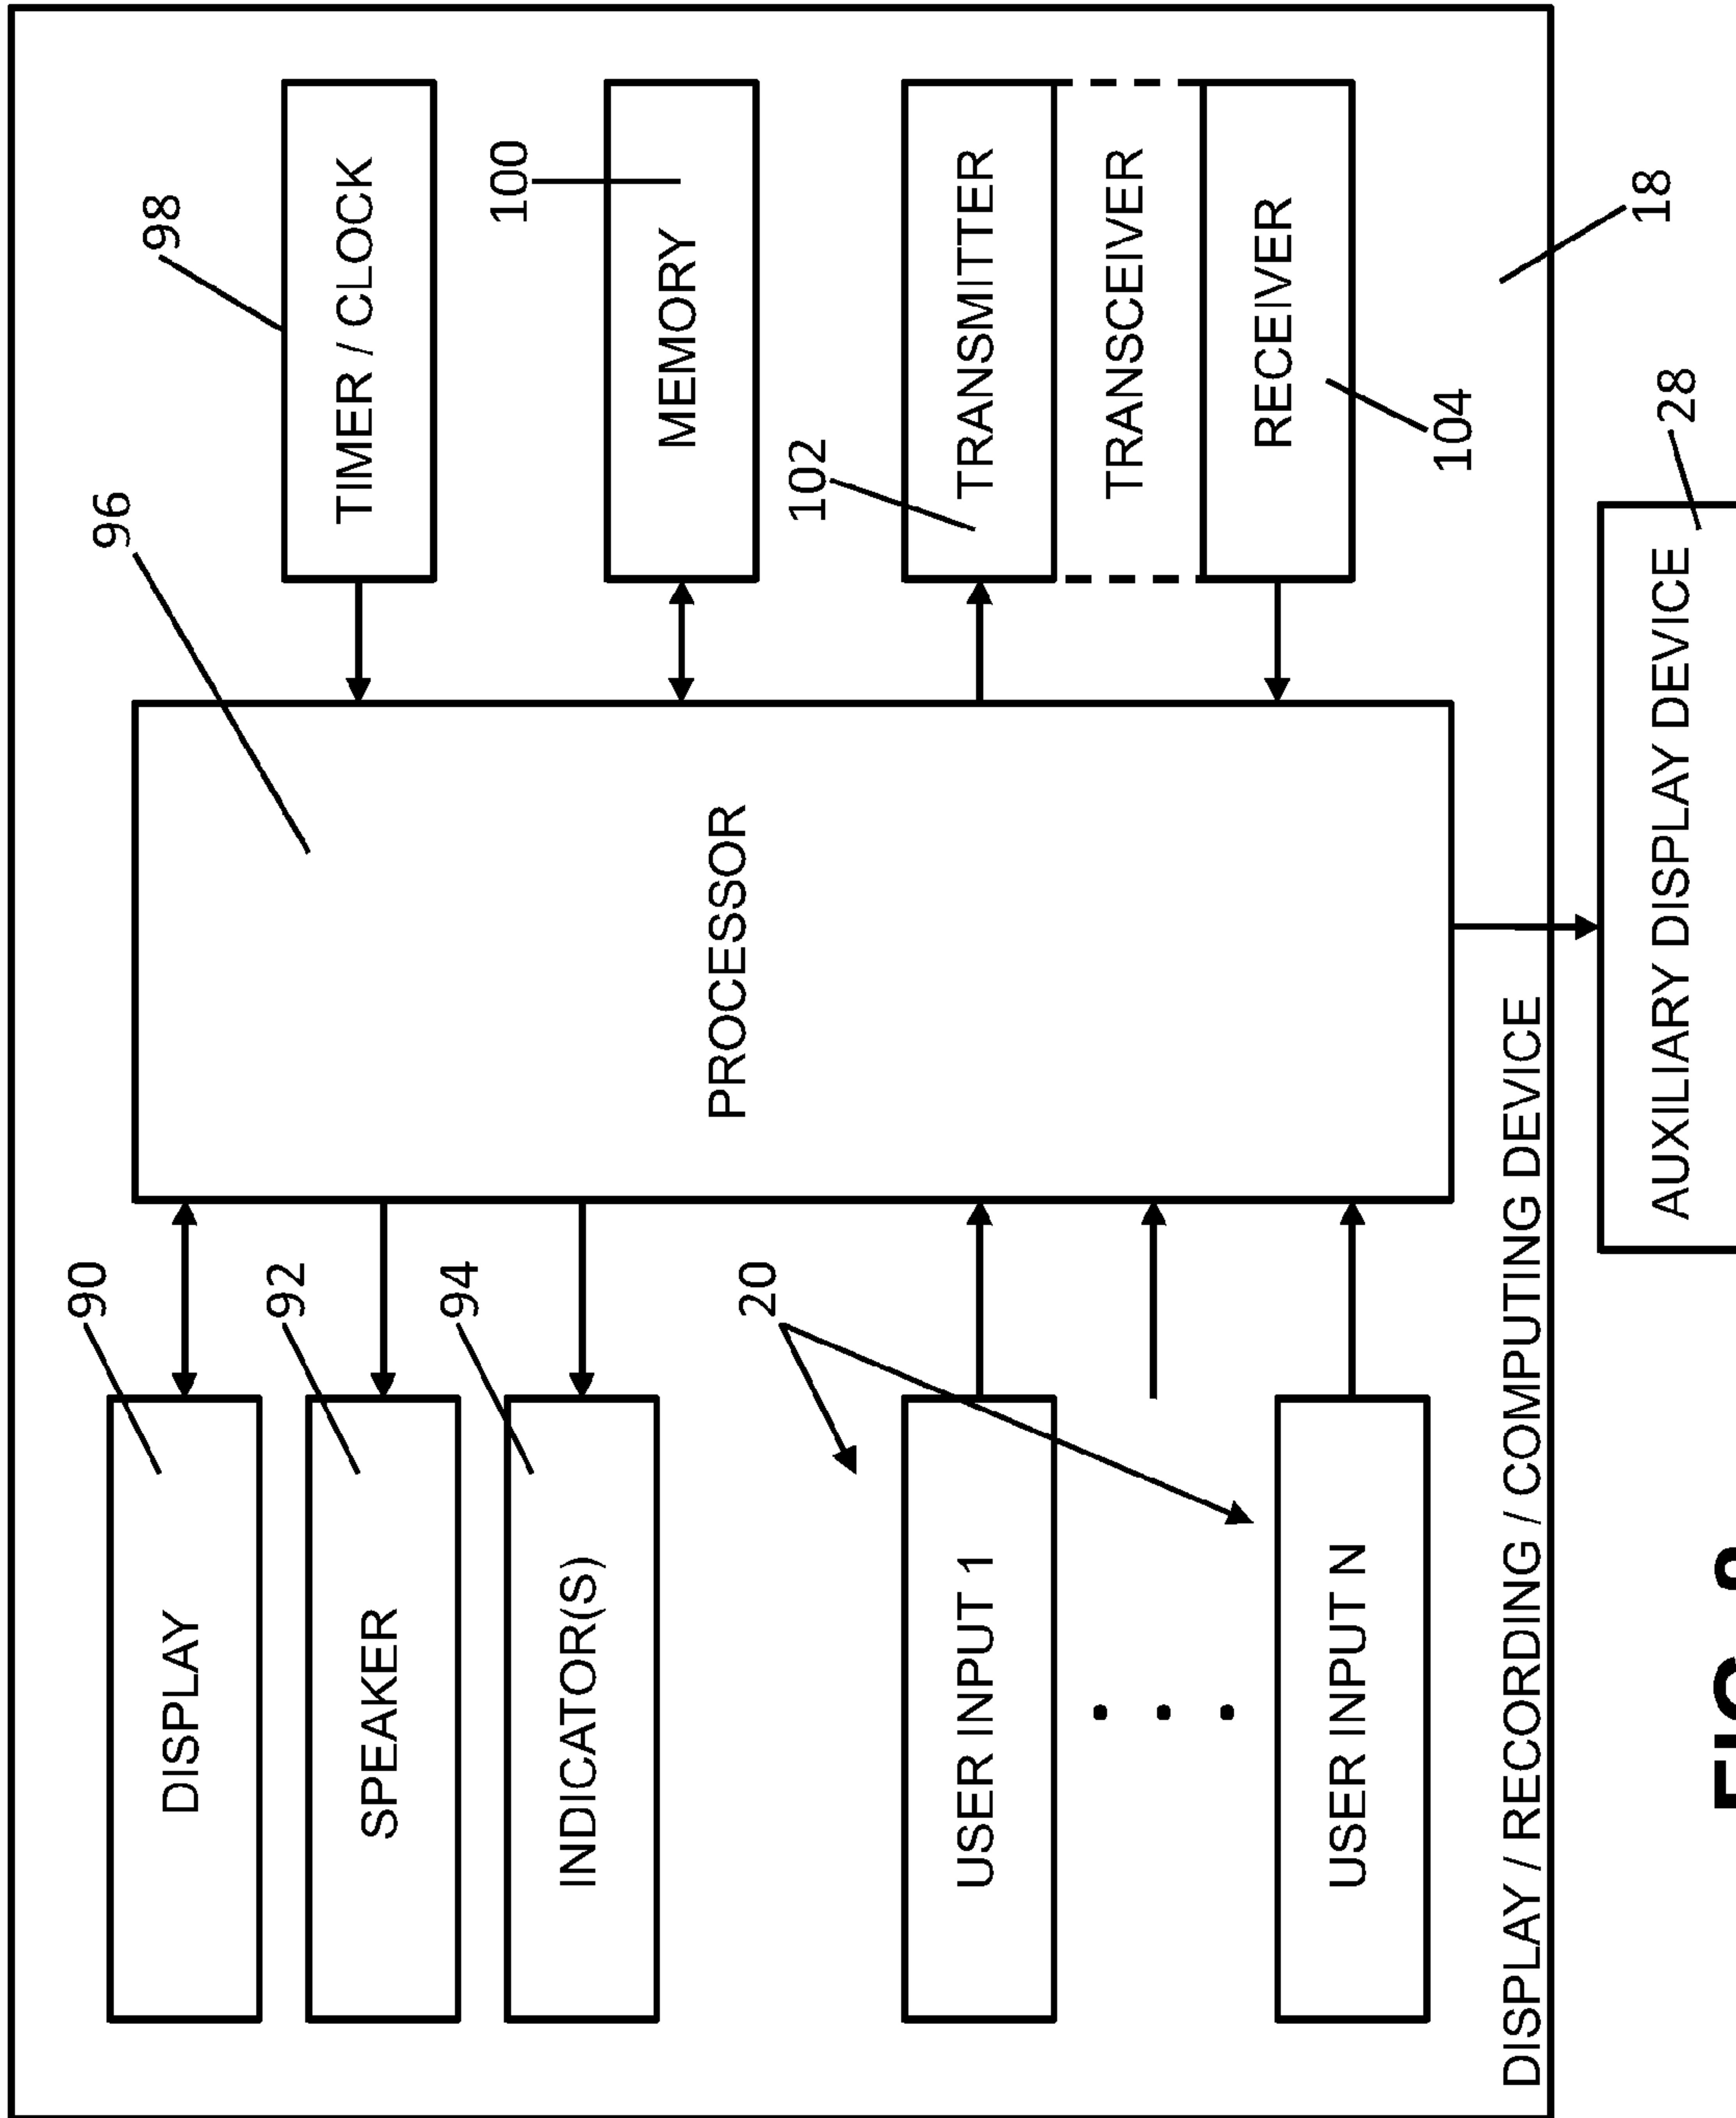 90
96
98
DISPLAY
92
TIMER / CLOCK
SPEAKER
94
100
INDICATOR(S)
MEMORY
PROCESSOR
20
102
USER INPUT 1
TRANSMITTER
TRANSCEIVER
RECEIVER
USER INPUT N
104
DISPLAY / RECORDING / COMPUTING DEVICE
18
AUXILIARY DISPLAY DEVICE
28